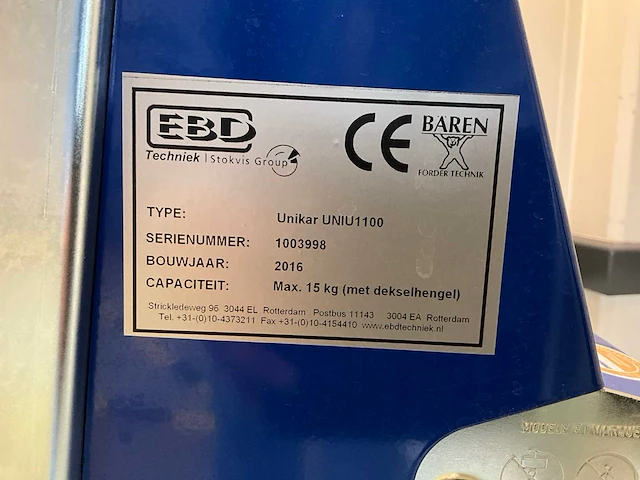 EBD
Techniek | Stokvis Group
CE
BÄREN
FÖRDER TECHNIK
TYPE: Unikar UNIU1100
SERIENUMMER: 1003998
BOUWJAAR: 2016
CAPACITEIT: Max. 15 kg (met dekselhengel)
Strickledeweg 96 3044 EL Rotterdam Postbus 11143 3004 EA Rotterdam
Tel. +31-(0)10-4373211 Fax +31-(0)10-4154410 www.ebdtechniek.nl